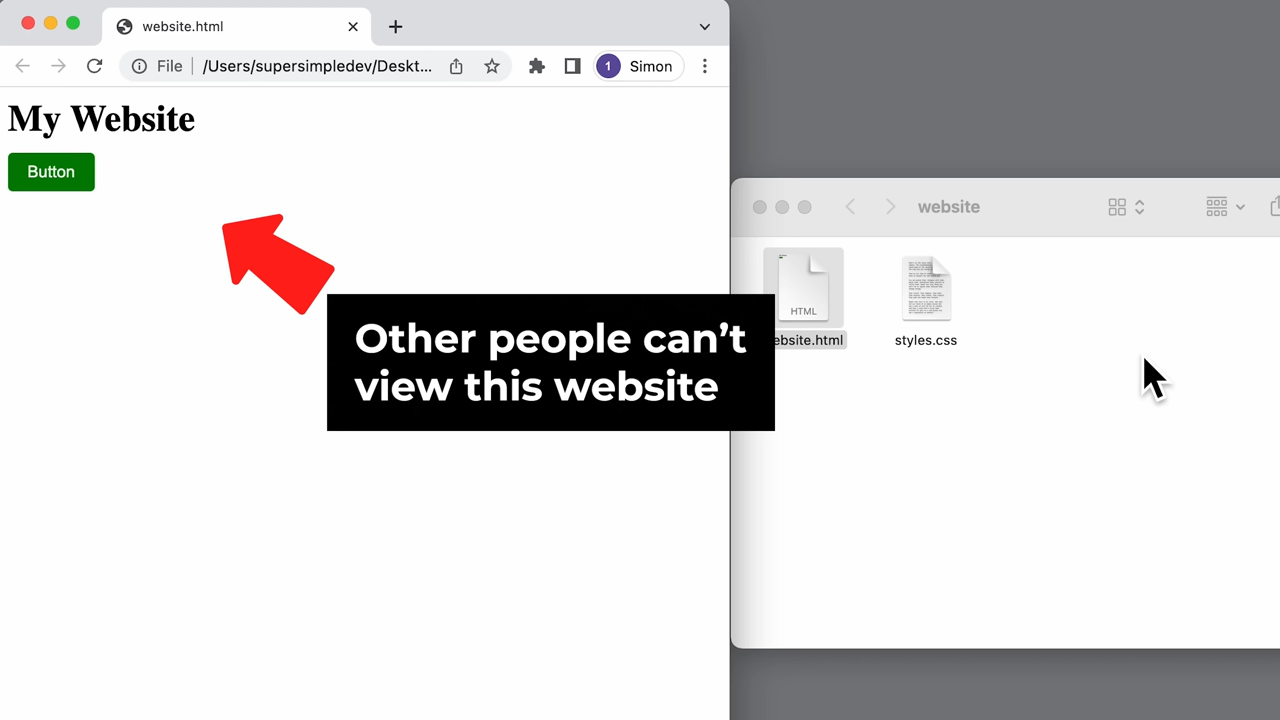 website.html
File
/Users/supersimpledev/Deskt...
1
Simon
My Website
Button
website
HTML
ebsite.html
styles.css
Other people can’t
view this website